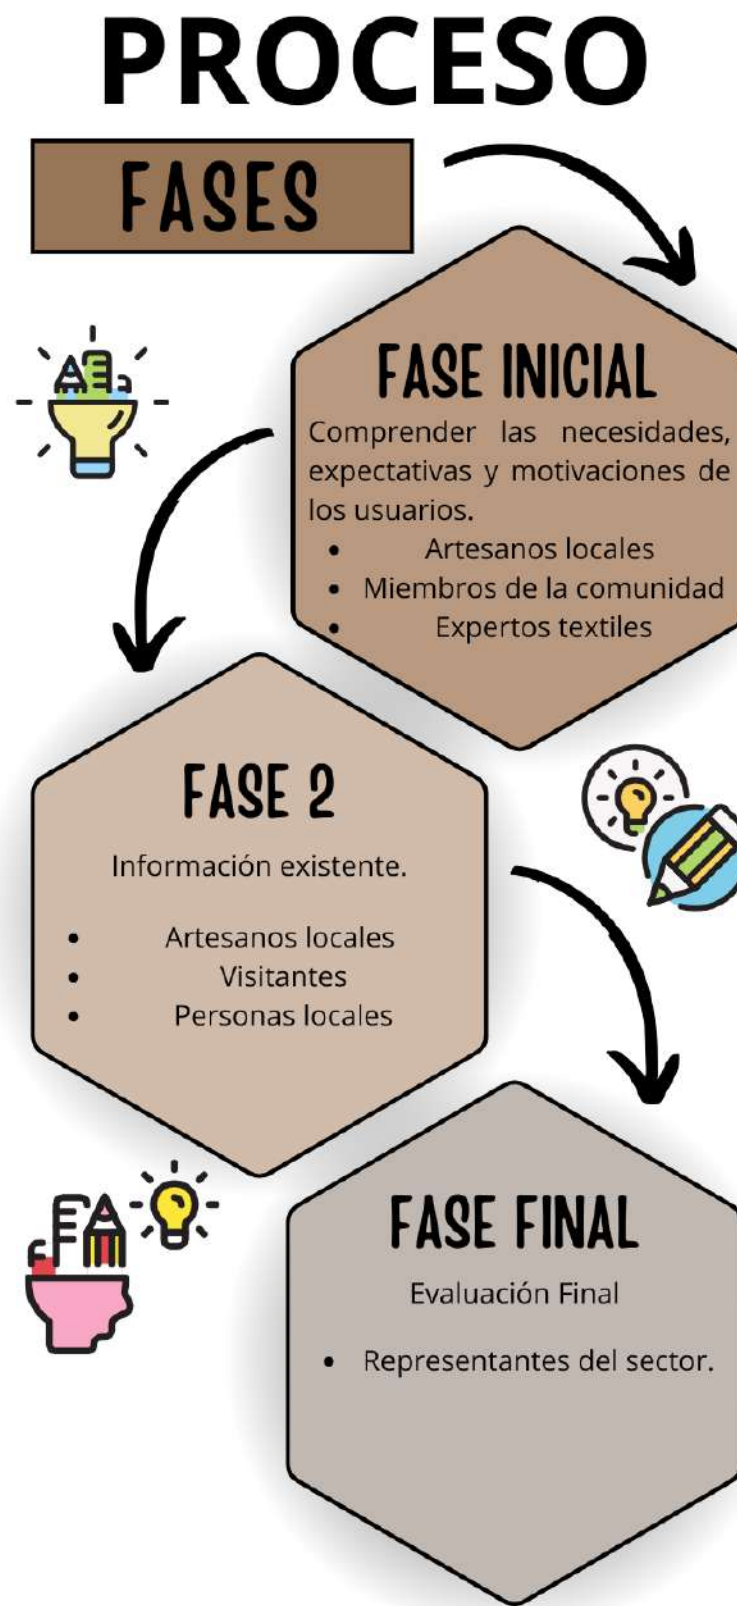 PROCESO
FASES
FASE INICIAL
Comprender las necesidades,
expectativas y motivaciones de
los usuarios.
• Artesanos locales
• Miembros de la comunidad
• Expertos textiles
FASE 2
Información existente.
• Artesanos locales
• Visitantes
• Personas locales
FASE FINAL
Evaluación Final
• Representantes del sector.